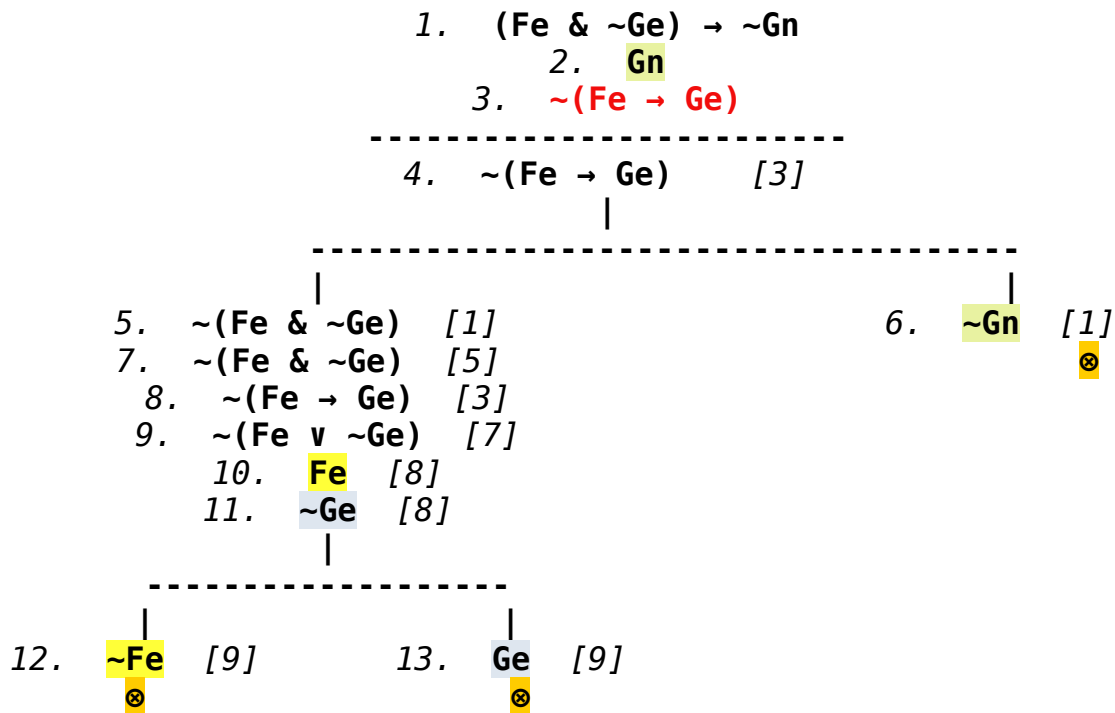 1. (Fe & ~Ge) → ~Gn
2. Gn
3. ~(Fe → Ge)
-------------------------
4. ~(Fe → Ge) [3]
|
-------------------------------------
| |
5. ~(Fe & ~Ge) [1] 6. ~Gn [1]
7. ~(Fe & ~Ge) [5] ⊗
8. ~(Fe → Ge) [3]
9. ~(Fe ∨ ~Ge) [7]
10. Fe [8]
11. ~Ge [8]
|
-------------------
| |
12. ~Fe [9] 13. Ge [9]
⊗ ⊗